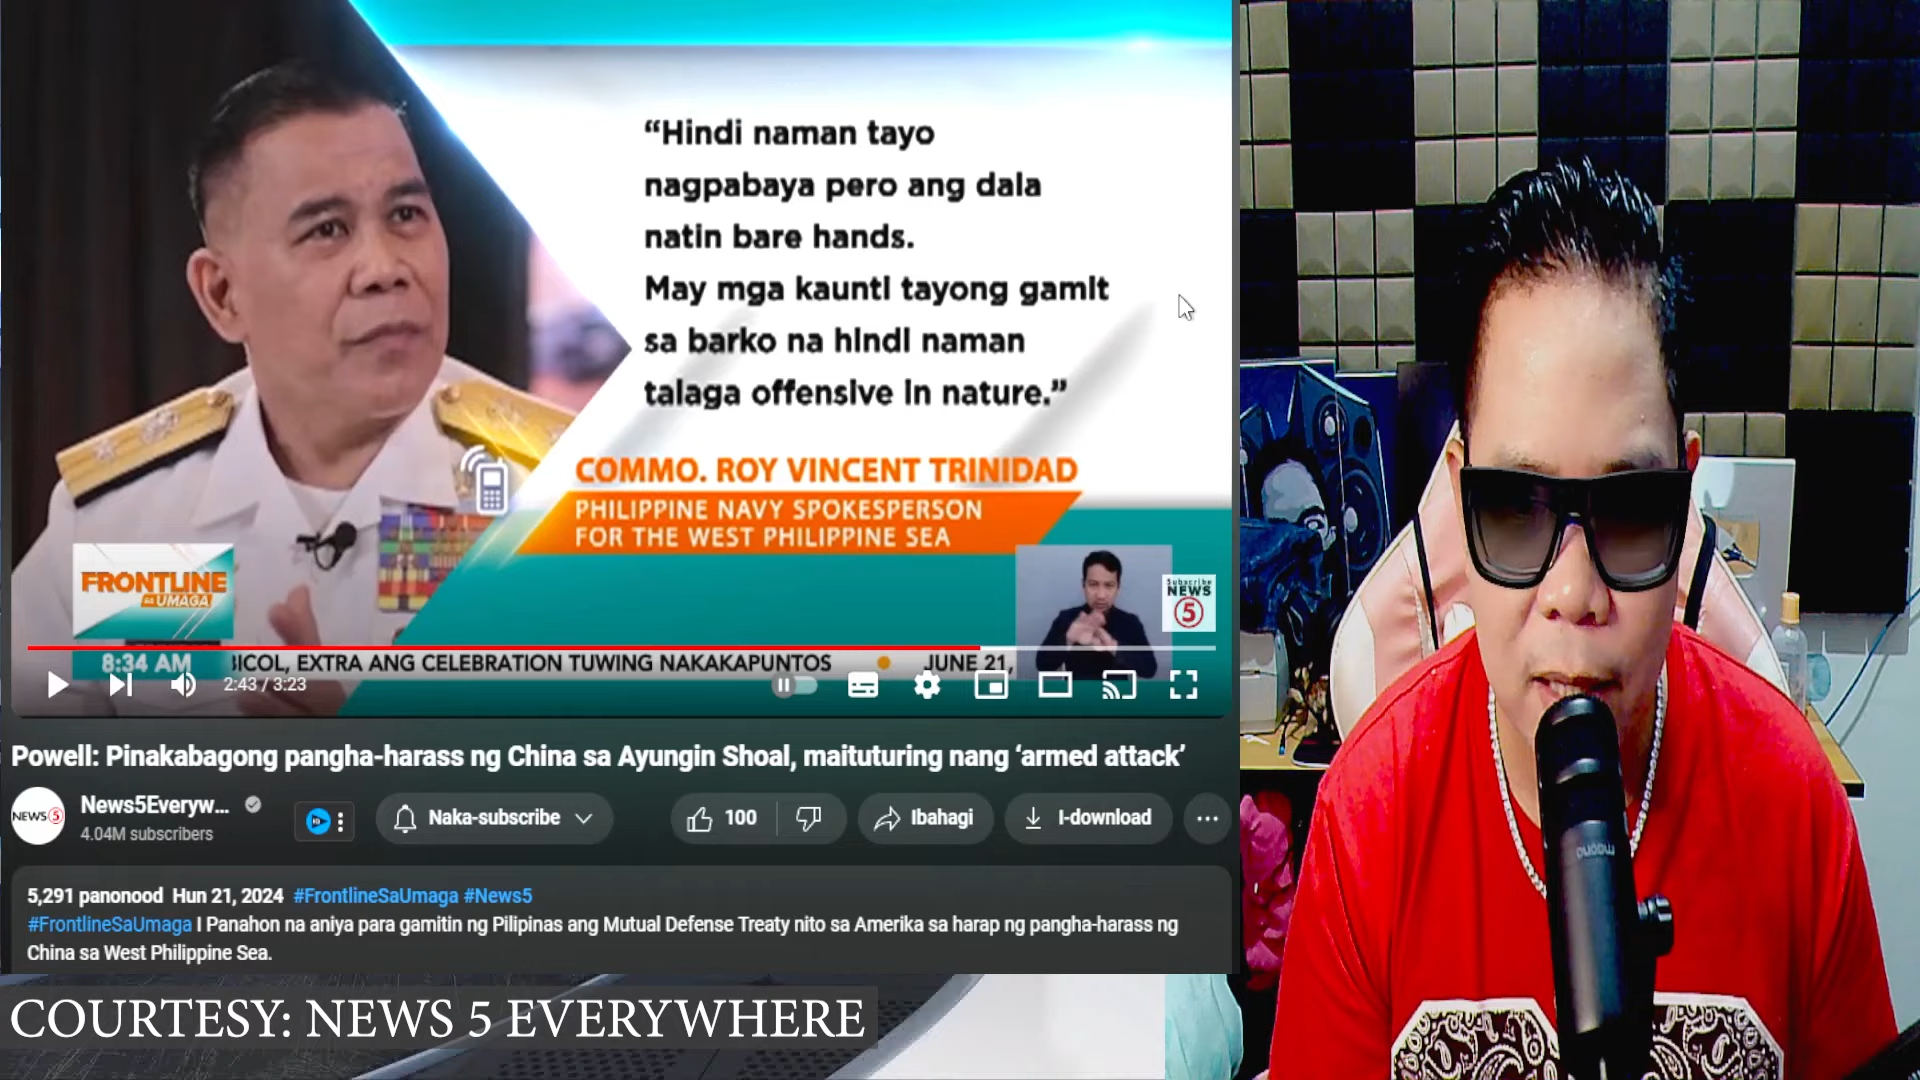 “Hindi naman tayo
nagpabaya pero ang dala
natin bare hands.
May mga kaunti tayong gamit
sa barko na hindi naman
talaga offensive in nature.”
COMMO. ROY VINCENT TRINIDAD
PHILIPPINE NAVY SPOKESPERSON
FOR THE WEST PHILIPPINE SEA
FRONTLINE
SA UMAGA
Subscribe
NEWS
5
8:34 AM
BICOL, EXTRA ANG CELEBRATION TUWING NAKAKAPUNTOS
JUNE 21,
2:43 / 3:23
Powell: Pinakabagong pangha-harass ng China sa Ayungin Shoal, maituturing nang ‘armed attack’
NEWS 5
News5Everyw...
4.04M subscribers
Naka-subscribe
100
Ibahagi
I-download
5,291 panonood Hun 21, 2024 #FrontlineSaUmaga #News5
#FrontlineSaUmaga I Panahon na aniya para gamitin ng Pilipinas ang Mutual Defense Treaty nito sa Amerika sa harap ng pangha-harass ng
China sa West Philippine Sea.
COURTESY: NEWS 5 EVERYWHERE
maono